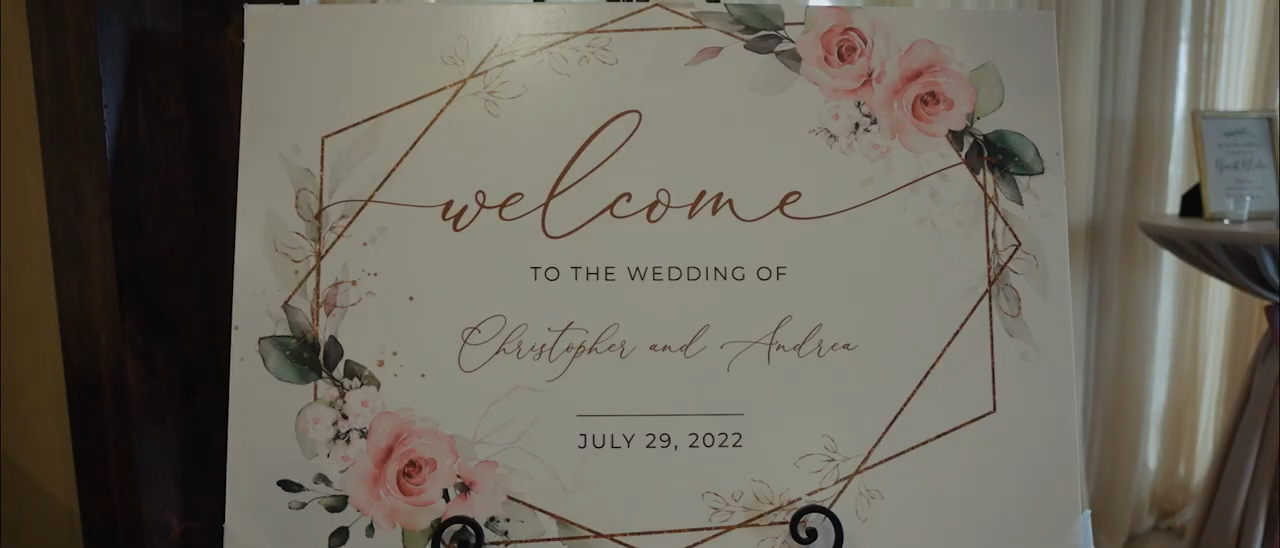 welcome
TO THE WEDDING OF
Christopher and Andrea
JULY 29, 2022